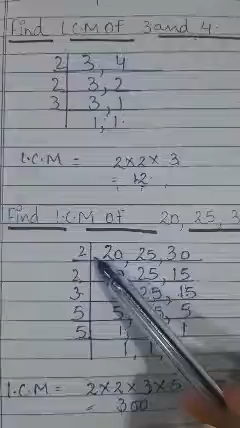 Find L.C.M Of 3 and 4.
2 3, 4
2 3, 2
3 3, 1
1, 1.
L.C.M = 2×2×3
= 12.
Find L.C.M of 20, 25, 3
2 20, 25, 30
2 25, 15
3 25, 15
5 5, 5
5 1, 1
1, 1,
L.C.M = 2×2×3×5
= 300